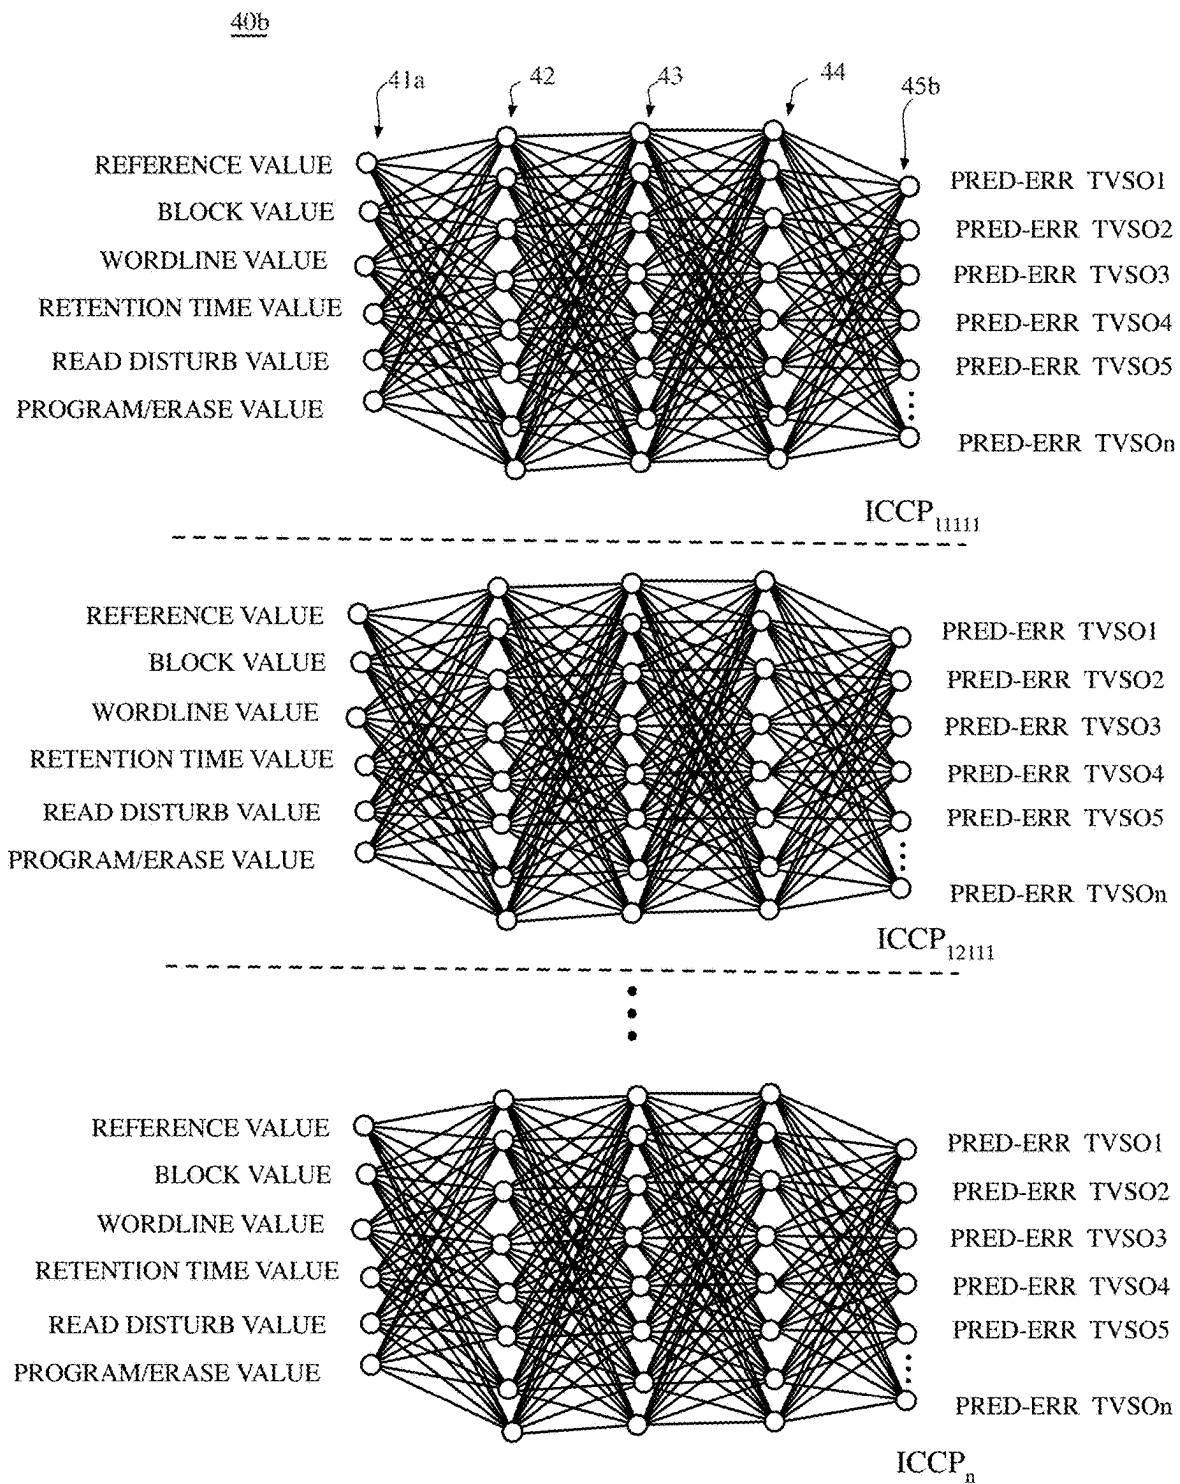 40b
41a 42 43 44 45b
REFERENCE VALUE PRED-ERR TVSO1
BLOCK VALUE PRED-ERR TVSO2
WORDLINE VALUE PRED-ERR TVSO3
RETENTION TIME VALUE PRED-ERR TVSO4
READ DISTURB VALUE PRED-ERR TVSO5
PROGRAM/ERASE VALUE PRED-ERR TVSOn
ICCP11111
REFERENCE VALUE PRED-ERR TVSO1
BLOCK VALUE PRED-ERR TVSO2
WORDLINE VALUE PRED-ERR TVSO3
RETENTION TIME VALUE PRED-ERR TVSO4
READ DISTURB VALUE PRED-ERR TVSO5
PROGRAM/ERASE VALUE PRED-ERR TVSOn
ICCP12111
REFERENCE VALUE PRED-ERR TVSO1
BLOCK VALUE PRED-ERR TVSO2
WORDLINE VALUE PRED-ERR TVSO3
RETENTION TIME VALUE PRED-ERR TVSO4
READ DISTURB VALUE PRED-ERR TVSO5
PROGRAM/ERASE VALUE PRED-ERR TVSOn
ICCPn